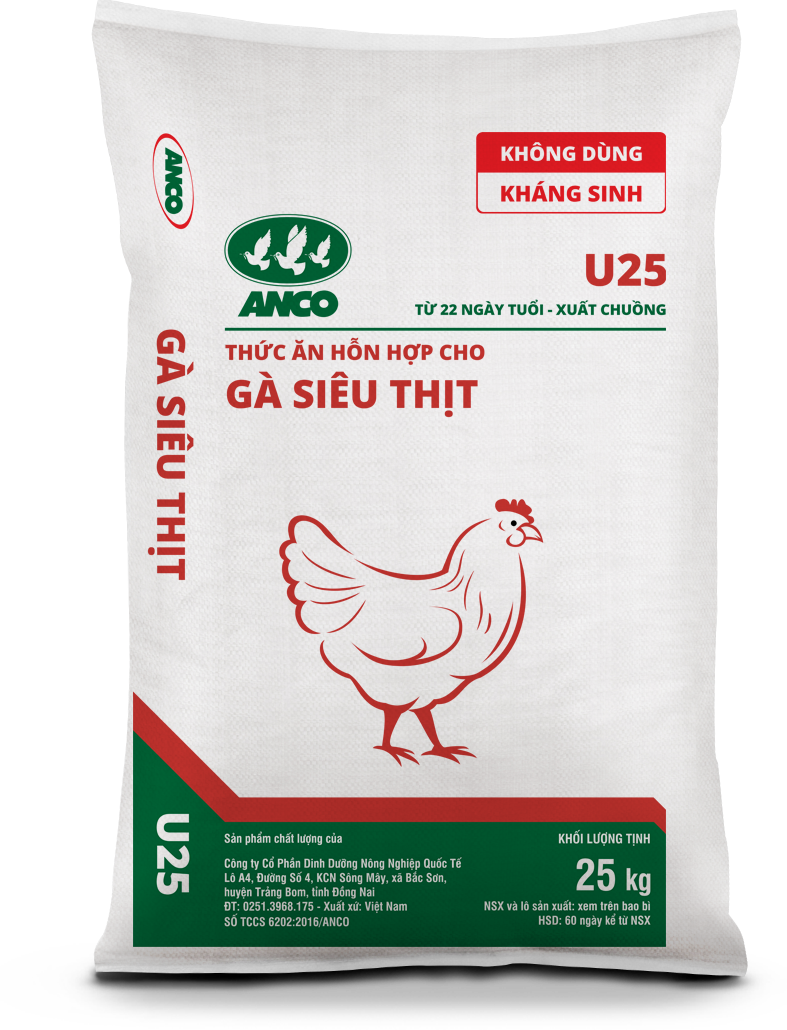 ANCO
GÀ SIÊU THỊT
U25
KHÔNG DÙNG
KHÁNG SINH
ANCO
U25
TỪ 22 NGÀY TUỔI - XUẤT CHUỒNG
THỨC ĂN HỖN HỢP CHO
GÀ SIÊU THỊT
Sản phẩm chất lượng của
Công ty Cổ Phần Dinh Dưỡng Nông Nghiệp Quốc Tế
Lô A4, Đường Số 4, KCN Sông Mây, xã Bắc Sơn,
huyện Trảng Bom, tỉnh Đồng Nai
ĐT: 0251.3968.175 - Xuất xứ: Việt Nam
SỐ TCCS 6202:2016/ANCO
KHỐI LƯỢNG TỊNH
25 kg
NSX và lô sản xuất: xem trên bao bì
HSD: 60 ngày kể từ NSX